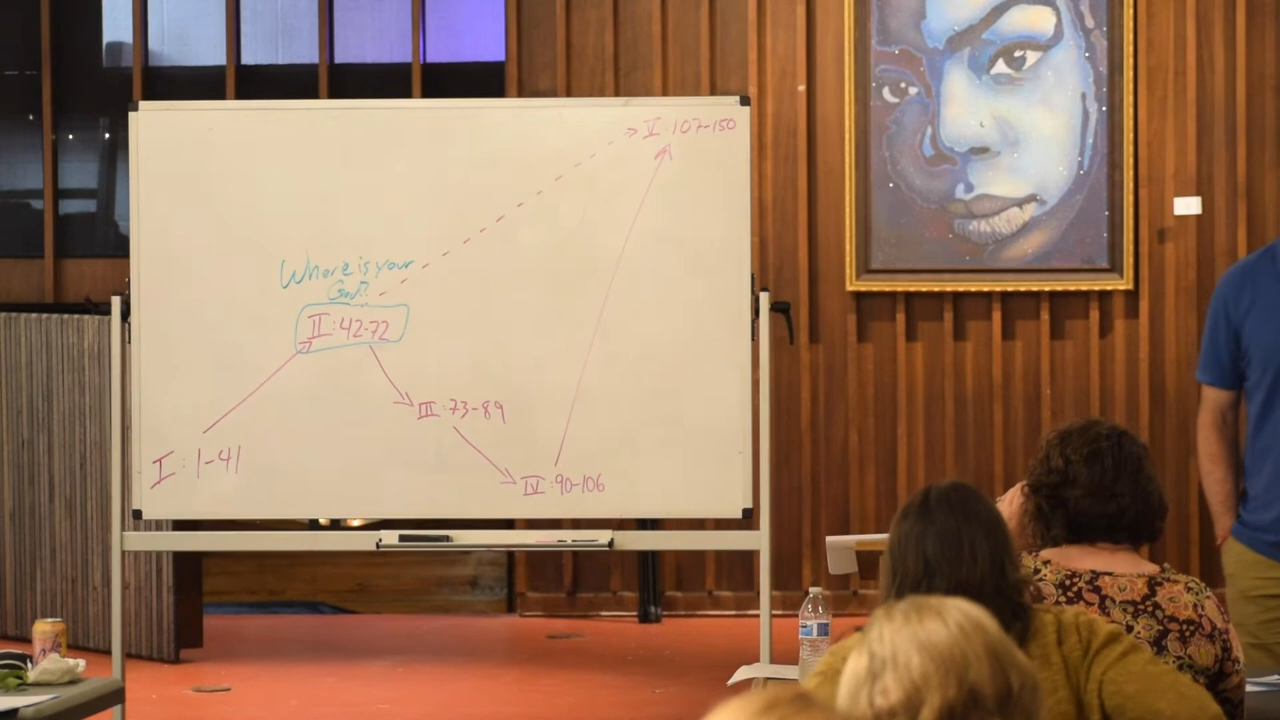 V: 107-150
Where is your
God?
II: 42-72
III: 73-89
I: 1-41
IV: 90-106